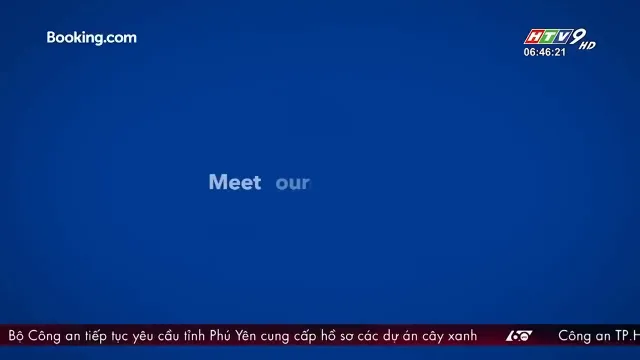 Booking.com
HTV9 HD
06:46:21
Meet our
Bộ Công an tiếp tục yêu cầu tỉnh Phú Yên cung cấp hồ sơ các dự án cây xanh
60
Công an TP.H